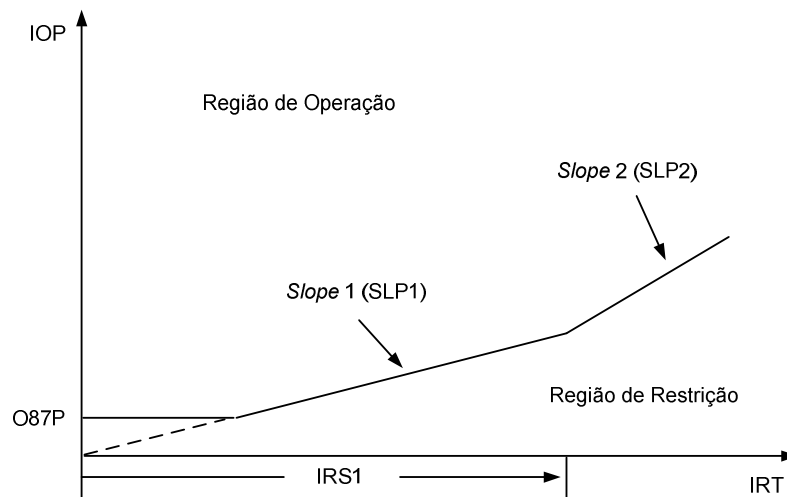 IOP
Região de Operação
Slope 2 (SLP2)
Slope 1 (SLP1)
Região de Restrição
O87P
IRS1
IRT